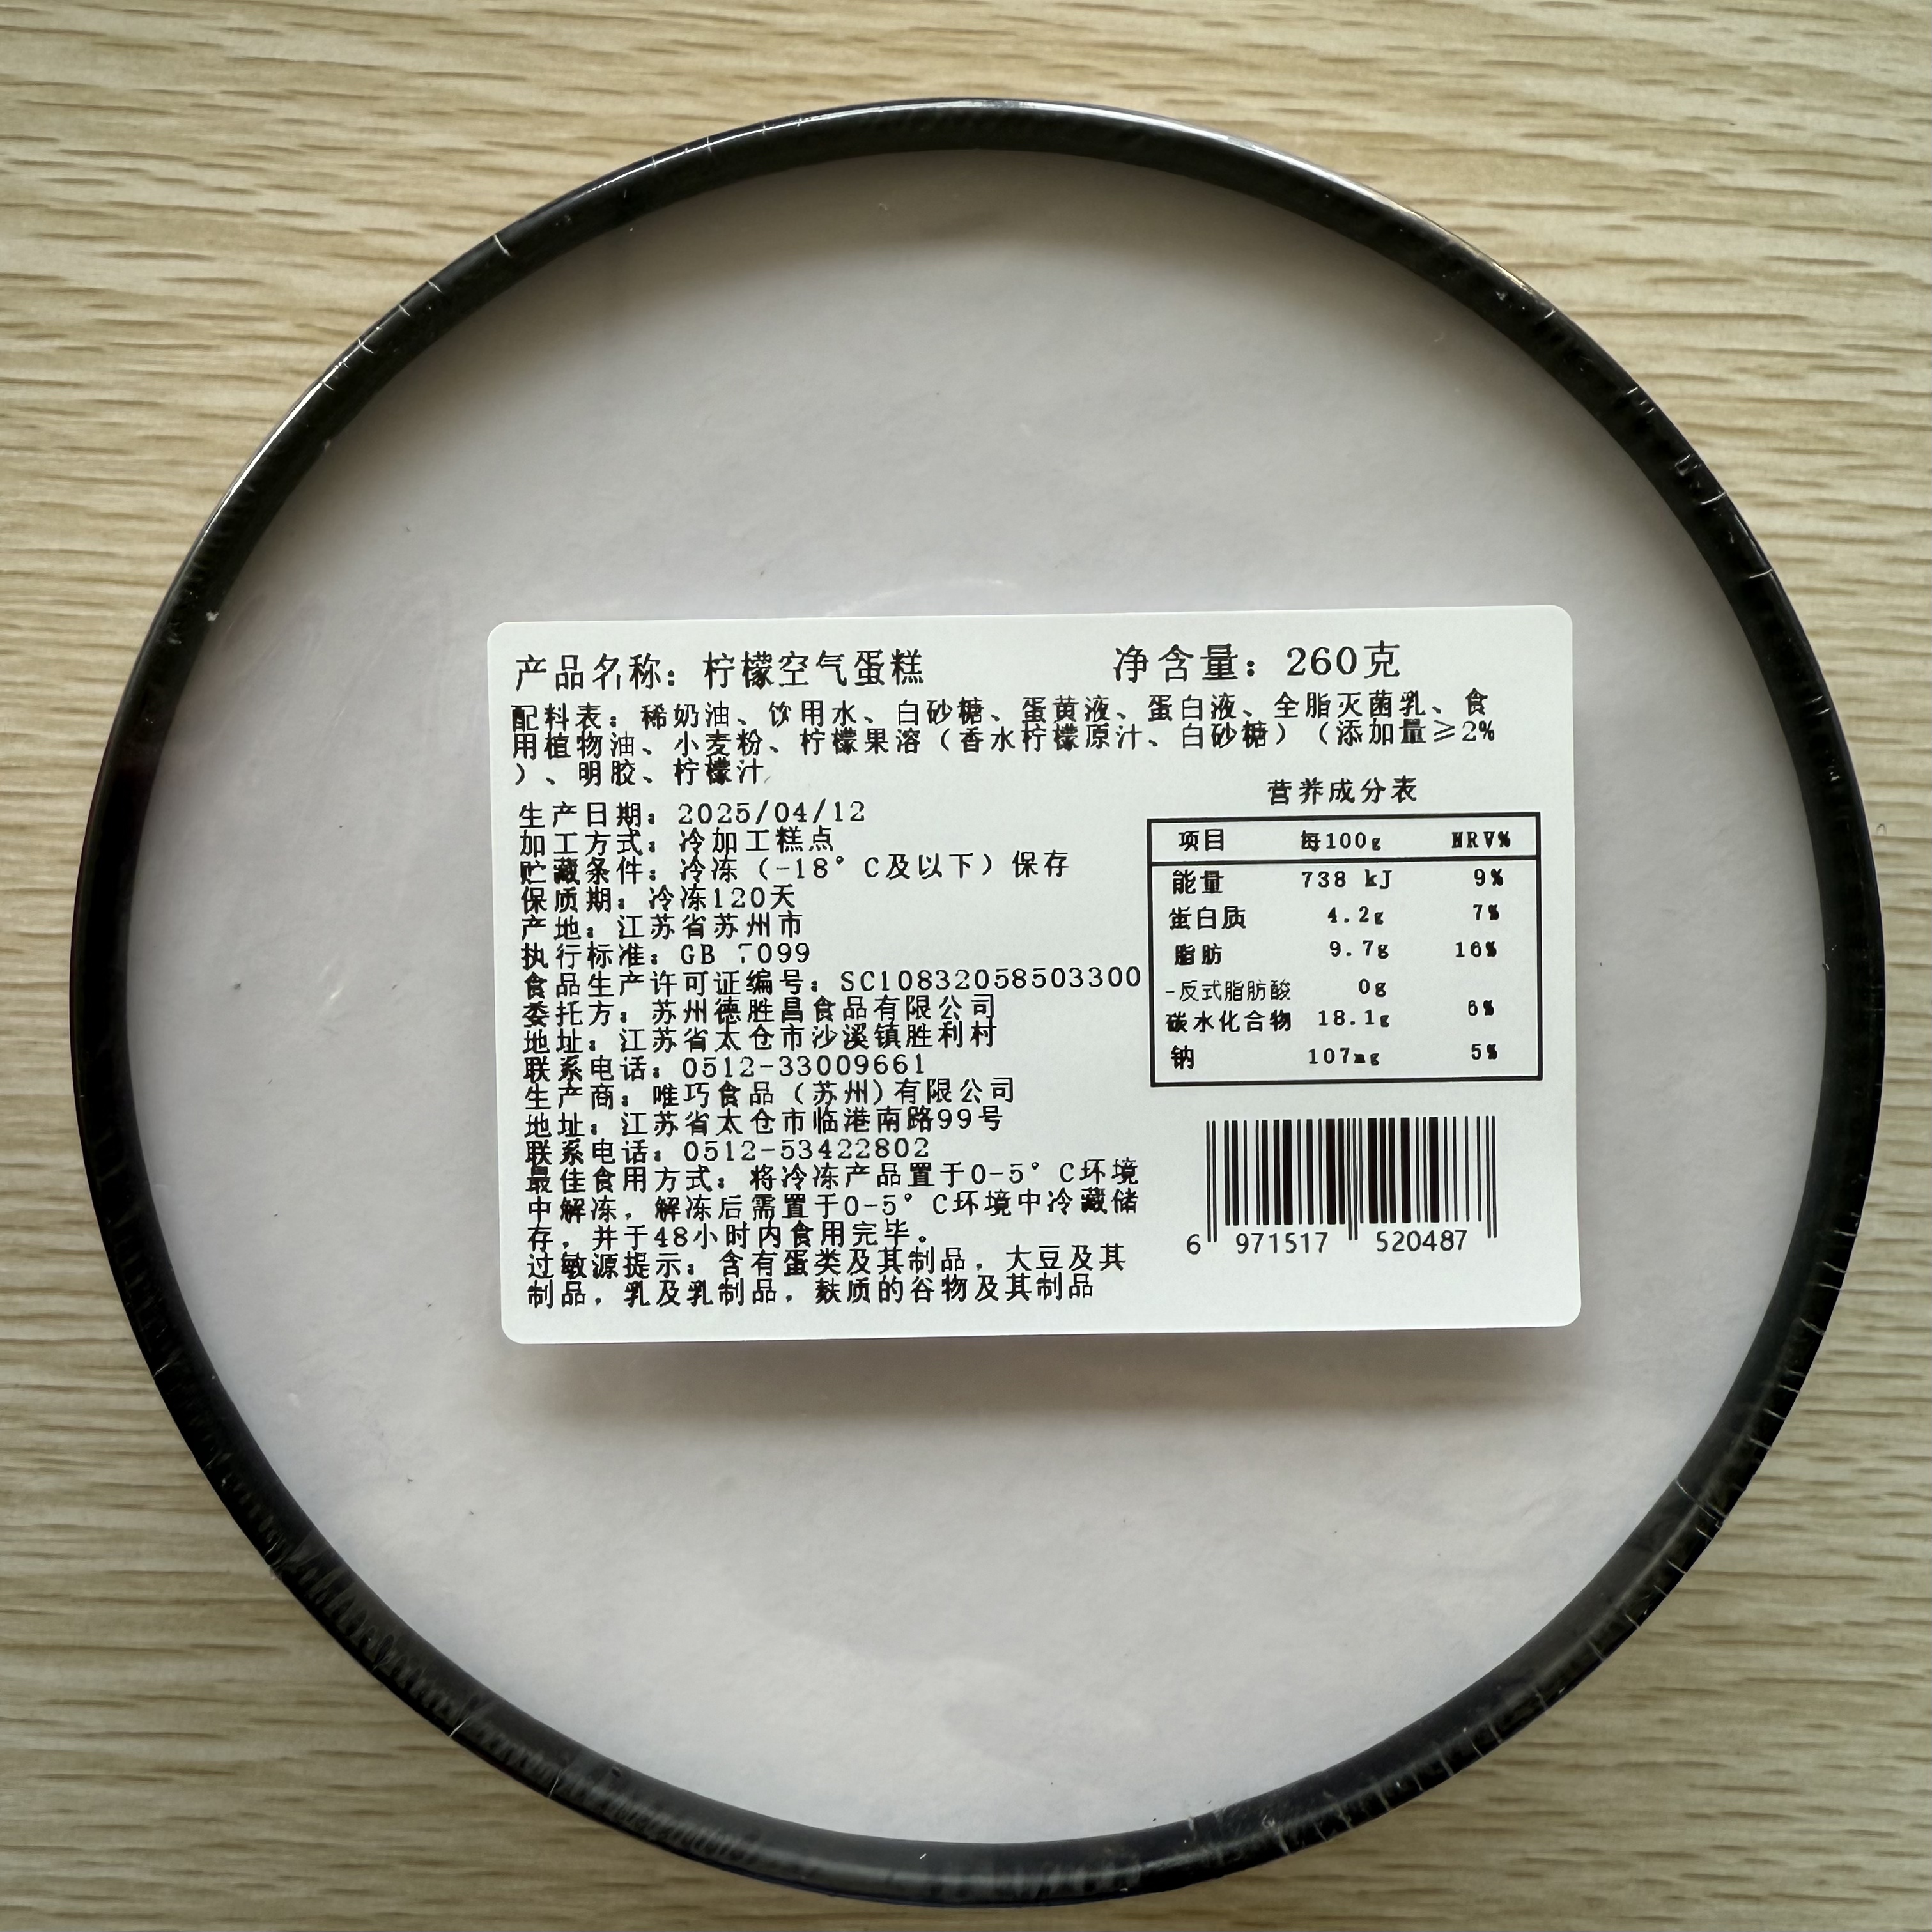 产品名称：柠檬空气蛋糕 净含量：260克
配料表：稀奶油、饮用水、白砂糖、蛋黄液、蛋白液、全脂灭菌乳、食
用植物油、小麦粉、柠檬果溶（香水柠檬原汁、白砂糖）（添加量≥2%
）、明胶、柠檬汁
生产日期：2025/04/12
加工方式：冷加工糕点
贮藏条件：冷冻（-18°C及以下）保存
保质期：冷冻120天
产地：江苏省苏州市
执行标准：GB 7099
食品生产许可证编号：SC10832058503300
委托方：苏州德胜昌食品有限公司
地址：江苏省太仓市沙溪镇胜利村
联系电话：0512-33009661
生产商：唯巧食品（苏州)有限公司
地址：江苏省太仓市临港南路99号
联系电话：0512-53422802
最佳食用方式：将冷冻产品置于0-5°C环境
中解冻，解冻后需置于0-5°C环境中冷藏储
存，并于48小时内食用完毕。
过敏源提示：含有蛋类及其制品，大豆及其
制品，乳及乳制品，麸质的谷物及其制品
营养成分表
项目 每100g NRV%
能量 738 kJ 9%
蛋白质 4.2g 7%
脂肪 9.7g 16%
-反式脂肪酸 0g
碳水化合物 18.1g 6%
钠 107mg 5%
6 971517 520487